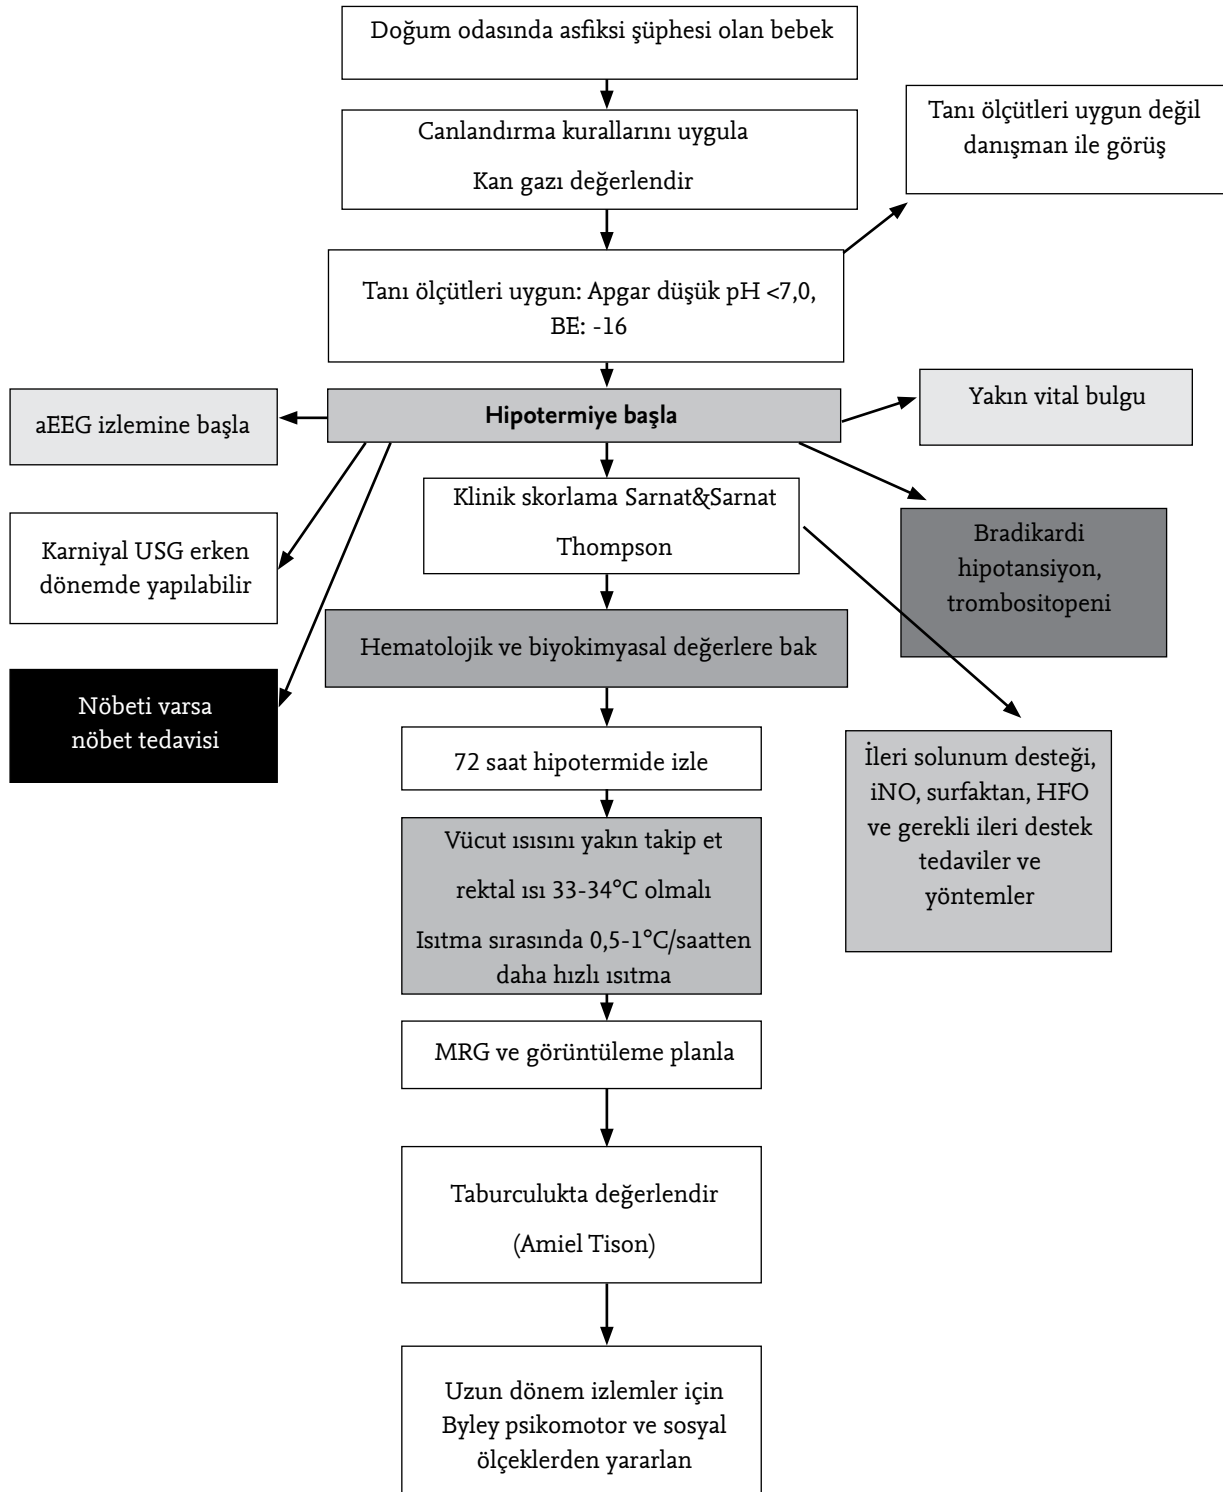 Doğum odasında asfiksi şüphesi olan bebek
Canlandırma kurallarını uygula
Kan gazı değerlendir
Tanı ölçütleri uygun değil
danışman ile görüş
Tanı ölçütleri uygun: Apgar düşük pH <7,0,
BE: -16
aEEG izlemine başla
Hipotermiye başla
Yakın vital bulgu
Klinik skorlama Sarnat&Sarnat
Thompson
Karniyal USG erken
dönemde yapılabilir
Bradikardi
hipotansiyon,
trombositopeni
Hematolojik ve biyokimyasal değerlere bak
Nöbeti varsa
nöbet tedavisi
72 saat hipotermide izle
İleri solunum desteği,
iNO, surfaktan, HFO
ve gerekli ileri destek
tedaviler ve
yöntemler
Vücut ısısını yakın takip et
rektal ısı 33-34°C olmalı
Isıtma sırasında 0,5-1°C/saatten
daha hızlı ısıtma
MRG ve görüntüleme planla
Taburculukta değerlendir
(Amiel Tison)
Uzun dönem izlemler için
Byley psikomotor ve sosyal
ölçeklerden yararlan